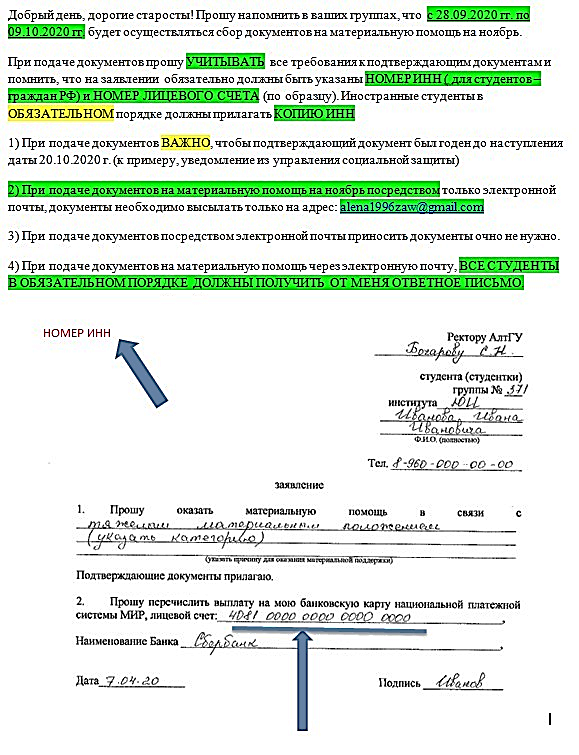 Добрый день, дорогие старосты! Прошу напомнить в ваших группах, что с 28.09.2020 гг. по
09.10.2020 гг. будет осуществляться сбор документов на материальную помощь на ноябрь.
При подаче документов прошу УЧИТЫВАТЬ все требования к подтверждающим документам и
помнить, что на заявлении обязательно должны быть указаны НОМЕР ИНН ( для студентов –
граждан РФ) и НОМЕР ЛИЦЕВОГО СЧЕТА (по образцу). Иностранные студенты в
ОБЯЗАТЕЛЬНОМ порядке должны прилагать КОПИЮ ИНН
1) При подаче документов ВАЖНО, чтобы подтверждающий документ был годен до наступления
даты 20.10.2020 г. (к примеру, уведомление из управления социальной защиты)
2) При подаче документов на материальную помощь на ноябрь посредством только электронной
почты, документы необходимо высылать только на адрес: alena1996zaw@gmail.com
3) При подаче документов посредством электронной почты приносить документы очно не нужно.
4) При подаче документов на материальную помощь через электронную почту, ВСЕ СТУДЕНТЫ
В ОБЯЗАТЕЛЬНОМ ПОРЯДКЕ ДОЛЖНЫ ПОЛУЧИТЬ ОТ МЕНЯ ОТВЕТНОЕ ПИСЬМО.
НОМЕР ИНН
Ректору АлтГУ
Бочарову С.Н.
студента (студентки)
группы № 371
института ЮИ
Иванова Ивана
Ивановича
Ф.И.О. (полностью)
Тел. 8-960-000-00-00
заявление
1. Прошу оказать материальную помощь в связи с
тяжелым материальным положением
(указать категорию)
(указать причину для оказания материальной поддержки)
Подтверждающие документы прилагаю.
2. Прошу перечислить выплату на мою банковскую карту национальной платежной
системы МИР, лицевой счет: 4081 0000 0000 0000 0000,
Наименование Банка Сбербанк,
Дата 7.04.20 Подпись Иванов